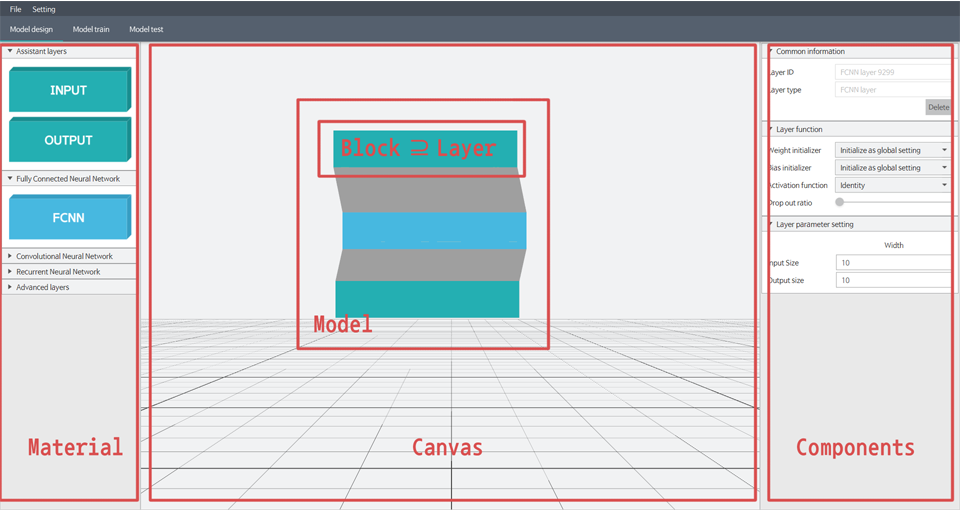 File Setting
Model design Model train Model test
Assistant layers
INPUT
OUTPUT
Fully Connected Neural Network
FCNN
Convolutional Neural Network
Recurrent Neural Network
Advanced layers
Material
Block ⊇ Layer
Model
Canvas
Common information
Layer ID FCNN layer 9299
Layer type FCNN layer
Delete
Layer function
Weight initializer Initialize as global setting
Bias initializer Initialize as global setting
Activation function Identity
Drop out ratio
Layer parameter setting
Width
Input Size 10
Output size 10
Components